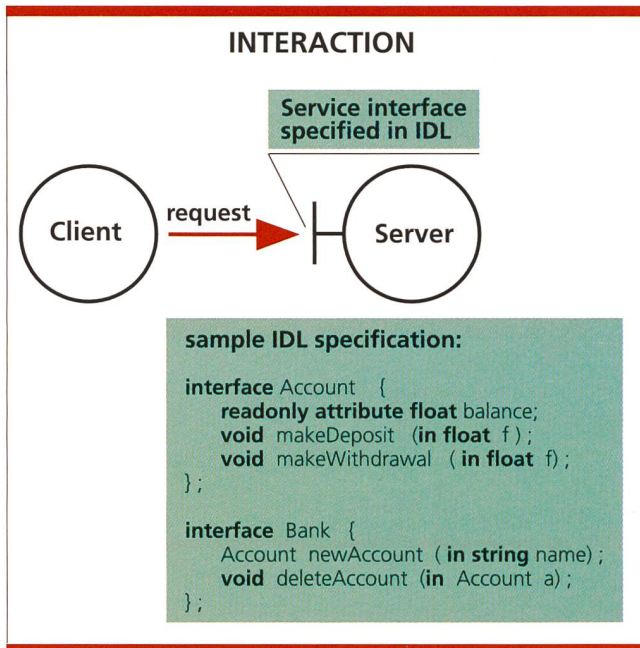 INTERACTION
Service interface
specified in IDL
Client
request
Server
sample IDL specification:
interface Account {
readonly attribute float balance;
void makeDeposit (in float f ) ;
void makeWithdrawal ( in float f) ;
} ;
interface Bank {
Account newAccount ( in string name) ;
void deleteAccount (in Account a) ;
} ;